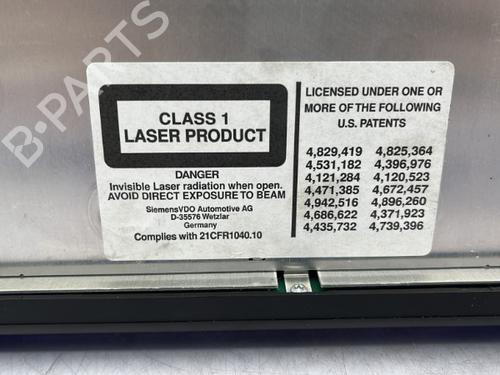 CLASS 1
LASER PRODUCT
DANGER
Invisible Laser radiation when open.
AVOID DIRECT EXPOSURE TO BEAM
SiemensVDO Automotive AG
D-35576 Wetzlar
Germany
Complies with 21CFR1040.10
LICENSED UNDER ONE OR
MORE OF THE FOLLOWING
U.S. PATENTS
4,829,419 4,825,364
4,531,182 4,396,976
4,121,284 4,120,523
4,471,385 4,672,457
4,942,516 4,896,260
4,686,622 4,371,923
4,435,732 4,739,396
B-PARTS